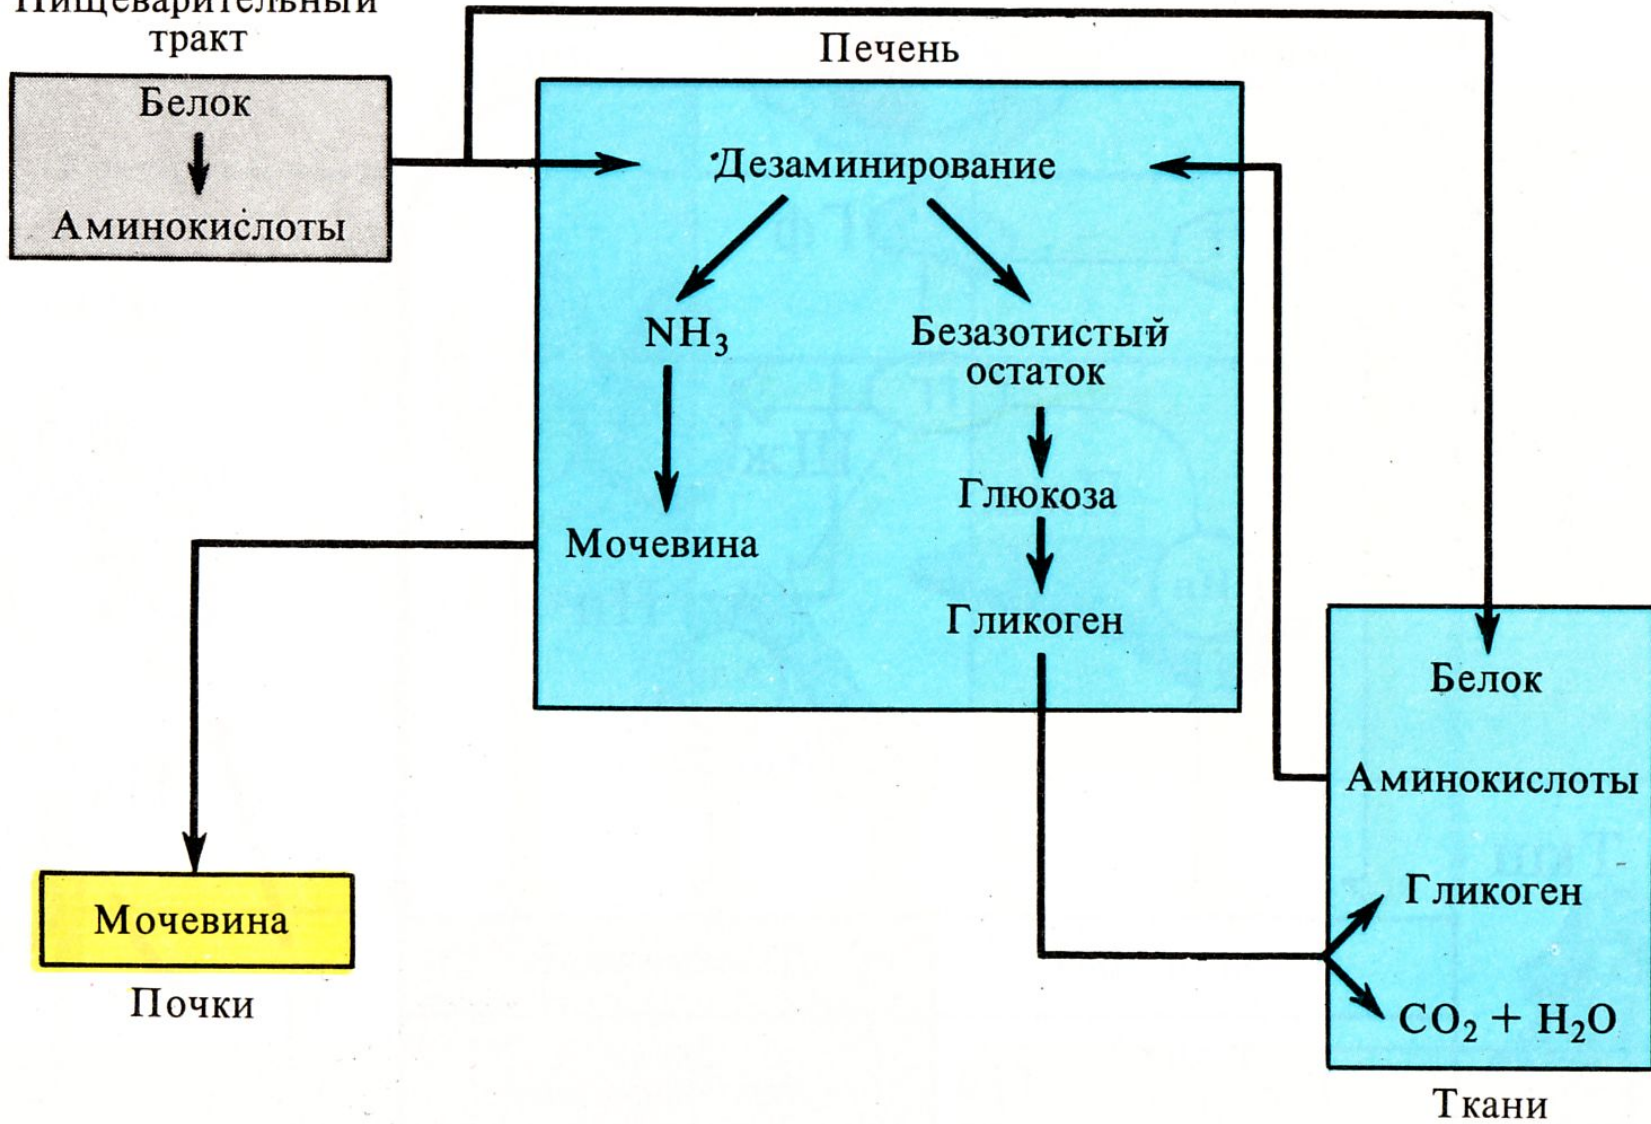 Пищеварительный
тракт
Белок
Аминокислоты
Печень
Дезаминирование
NH₃
Безазотистый
остаток
Глюкоза
Мочевина
Гликоген
Белок
Аминокислоты
Гликоген
CO₂ + H₂O
Ткани
Мочевина
Почки